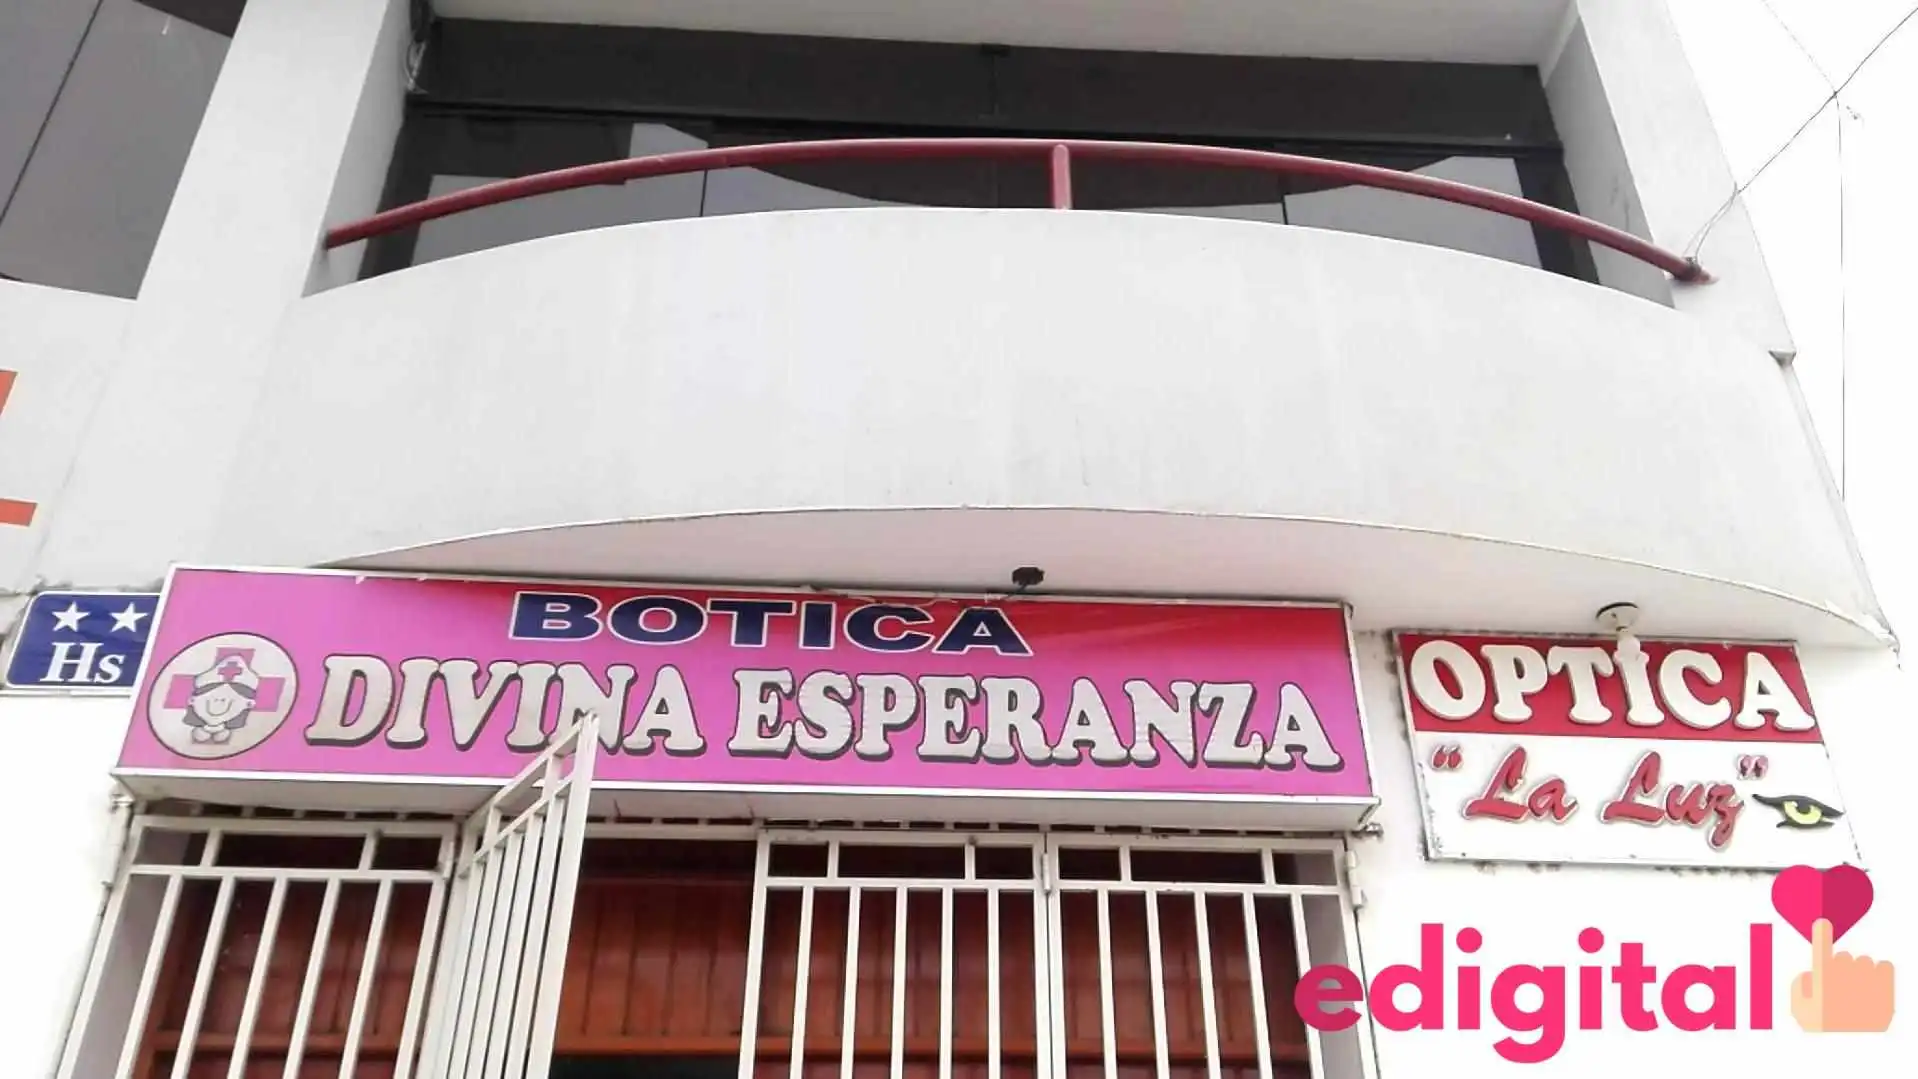 BOTICA
DIVINA ESPERANZA
Hs
OPTICA
"La Luz"
edigital